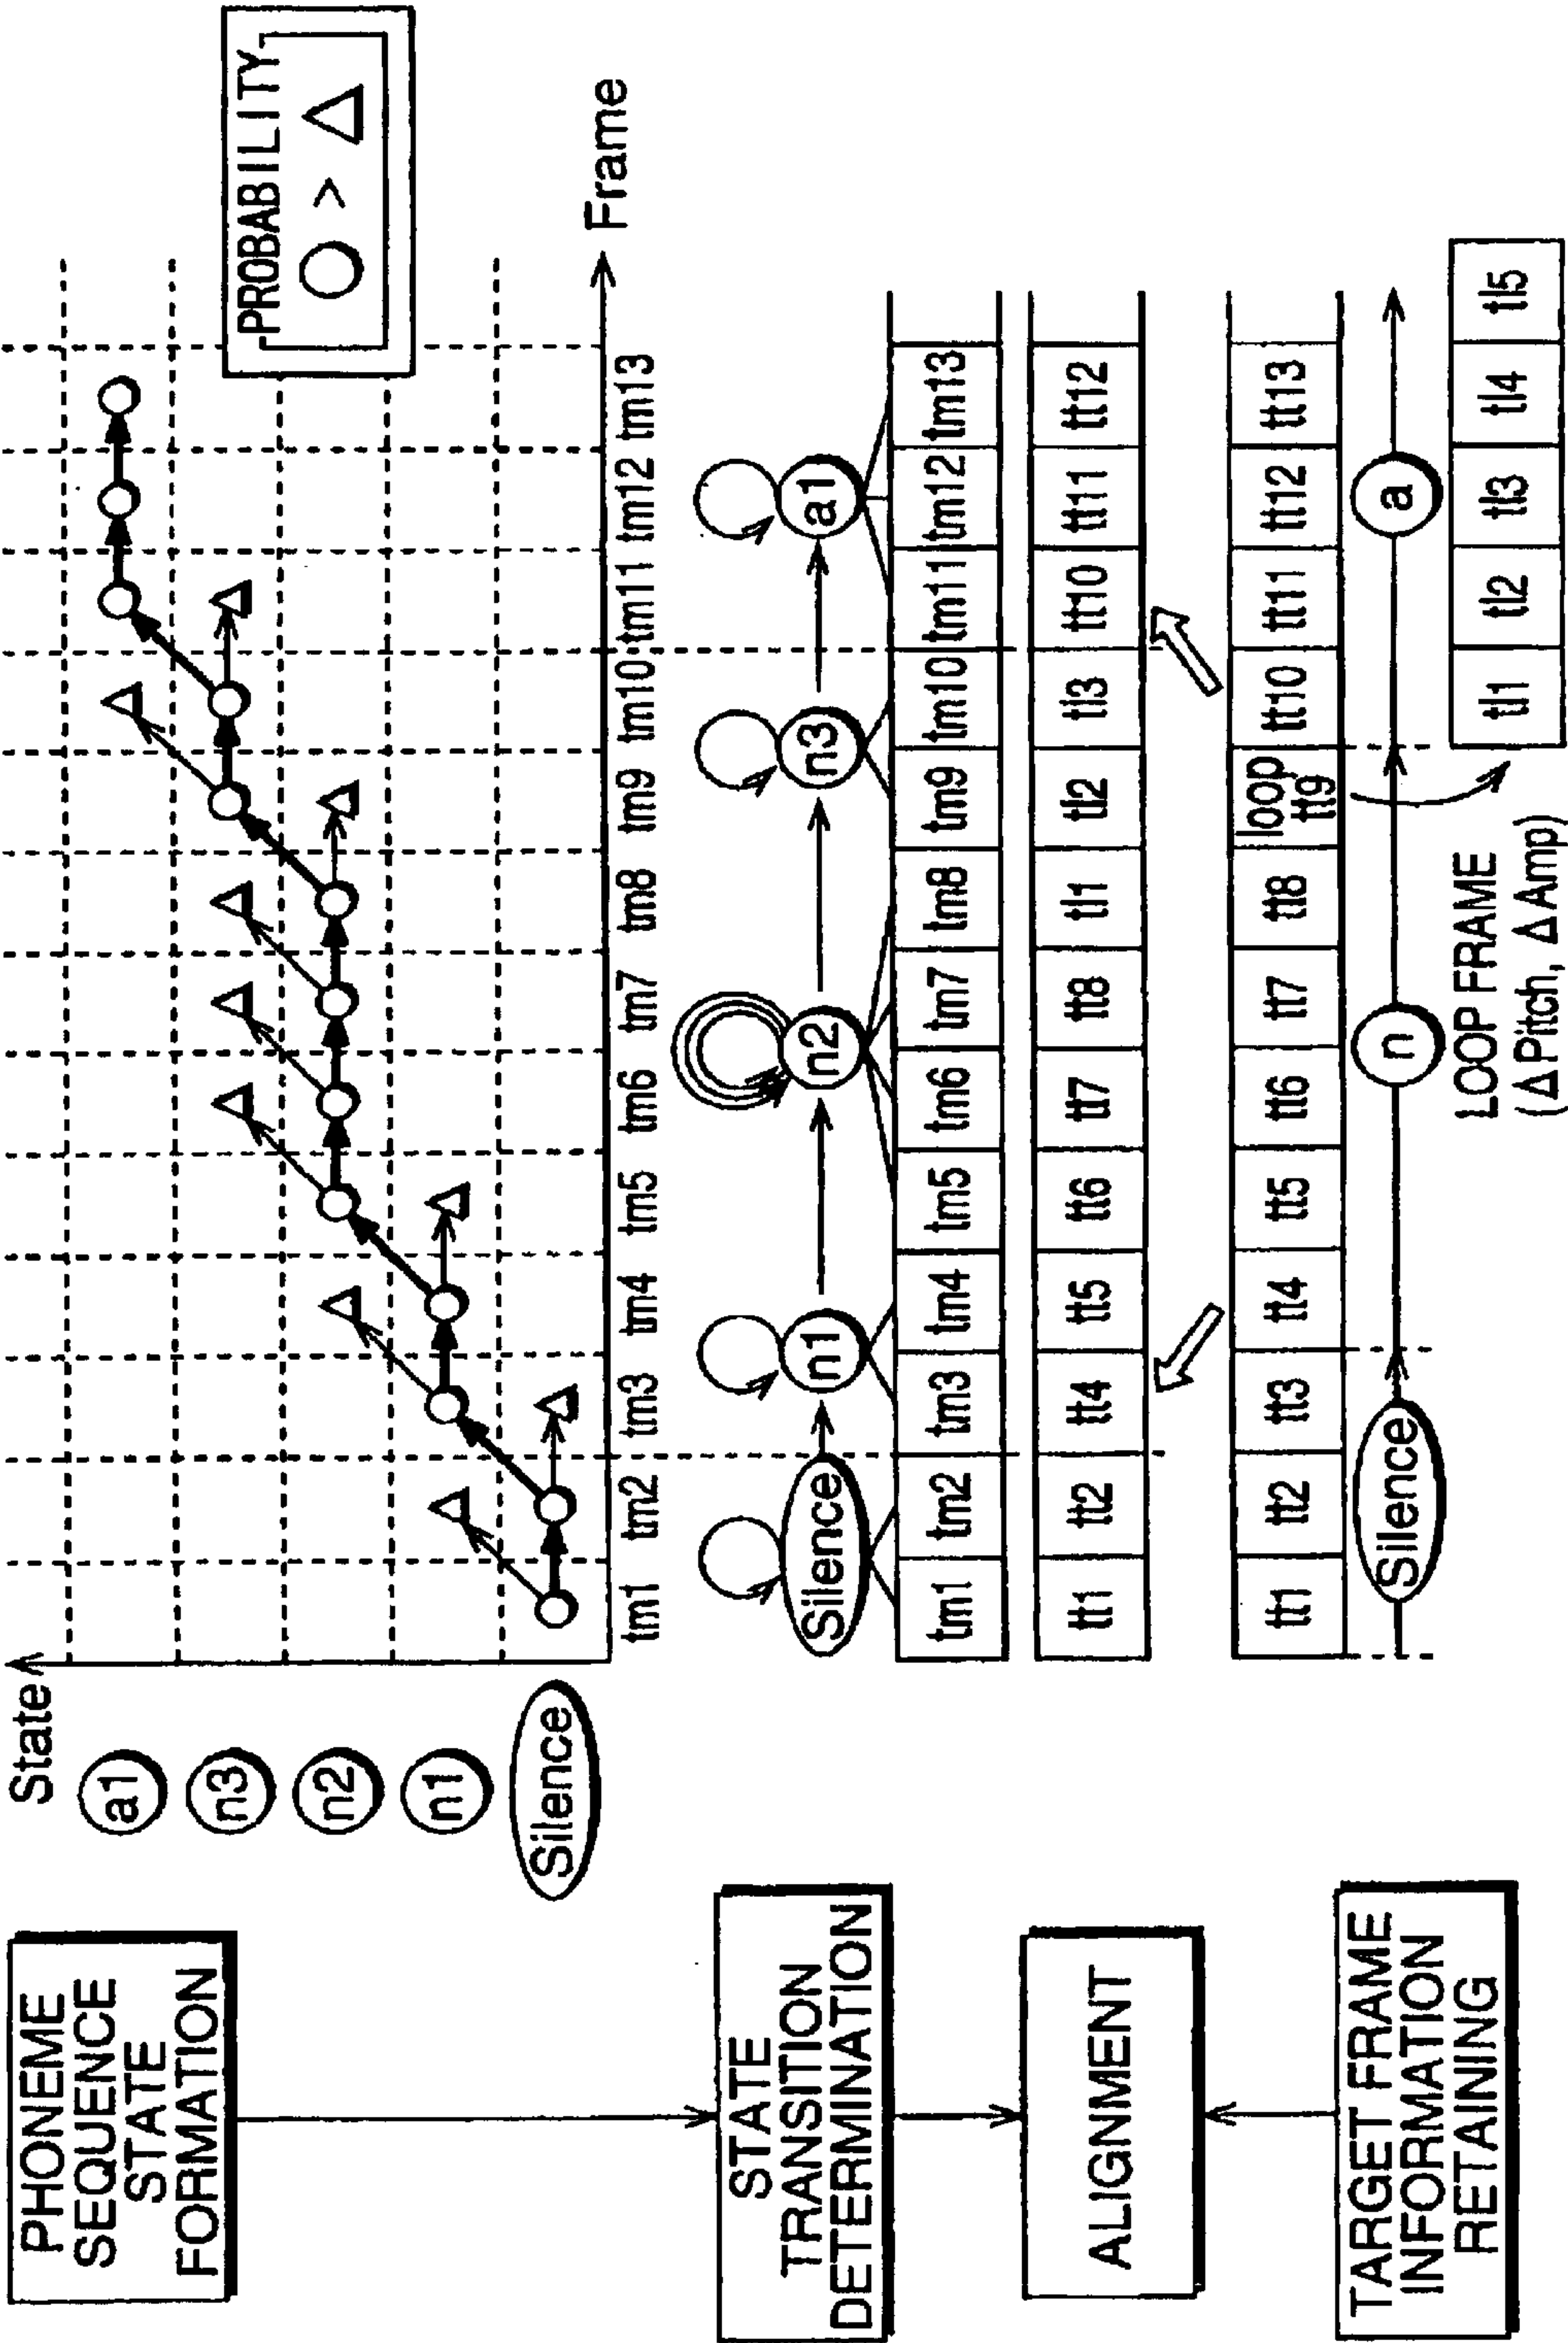 PHONEME
SEQUENCE
STATE
FORMATION
State
a1
n3
n2
n1
Silence
PROBABILITY
○ > △
tm1 tm2 tm3 tm4 tm5 tm6 tm7 tm8 tm9 tm10 tm11 tm12 tm13
Frame
STATE
TRANSITION
DETERMINATION
Silence n1 n2 n3 a1
tm1 tm2 tm3 tm4 tm5 tm6 tm7 tm8 tm9 tm10 tm11 tm12 tm13
ALIGNMENT
tt1 tt2 tt4 tt5 tt6 tt7 tt8 tl1 tl2 tl3 tt10 tt11 tt12
TARGET FRAME
INFORMATION
RETAINING
tt1 tt2 tt3 tt4 tt5 tt6 tt7 tt8 loop tt9 tt10 tt11 tt12 tt13
Silence n a
LOOP FRAME
(ΔPitch, ΔAmp)
tl1 tl2 tl3 tl4 tl5